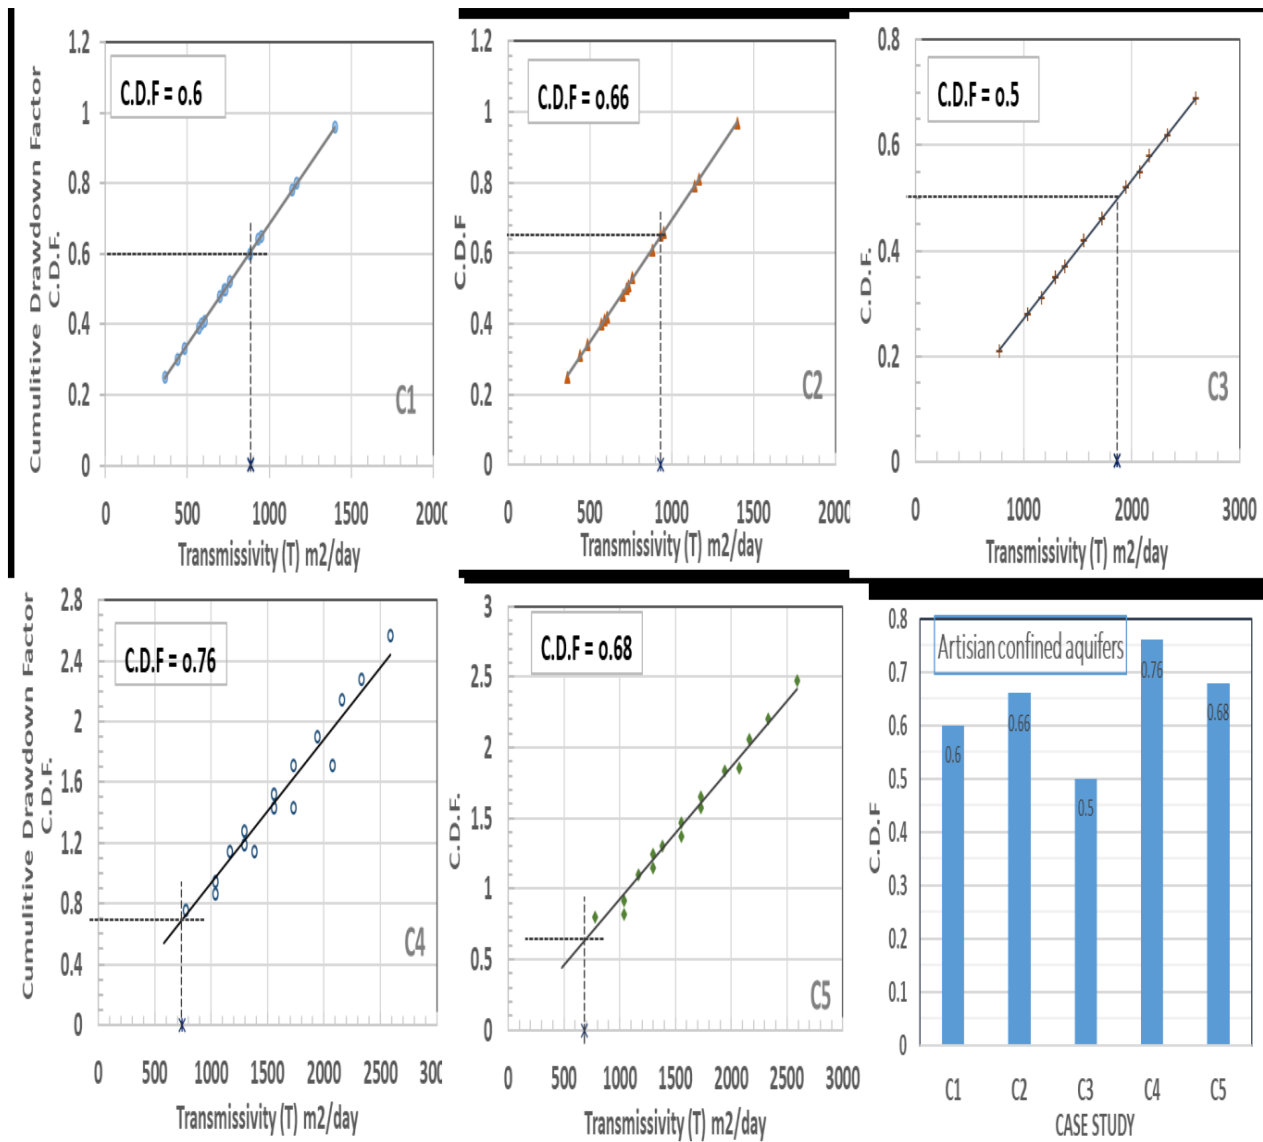 Cumulitive Drawdown Factor
C.D.F.
1.2
1
0.8
0.6
0.4
0.2
0
C.D.F = o.6
C1
0
500
1000
1500
2000
Transmissivity (T) m2/day
C.D.F
1.2
1
0.8
0.6
0.4
0.2
0
C.D.F = o.66
C2
0
500
1000
1500
2000
Transmissivity (T) m2/day
C.D.F.
0.8
0.6
0.4
0.2
0
C.D.F = o.5
C3
0
1000
2000
3000
Transmissivity (T) m2/day
Cumulitive Drawdown Factor
C.D.F.
2.8
2.4
2
1.6
1.2
0.8
0.4
0
C.D.F = o.76
C4
0
500
1000
1500
2000
2500
300
Transmissivity (T) m2/day
C.D.F.
3
2.5
2
1.5
1
0.5
0
C.D.F = o.68
C5
0
500
1000
1500
2000
2500
3000
Transmissivity (T) m2/day
C.D.F
0.8
0.7
0.6
0.5
0.4
0.3
0.2
0.1
0
Artisian confined aquifers
0.6
0.66
0.5
0.76
0.68
C1
C2
C3
C4
C5
CASE STUDY